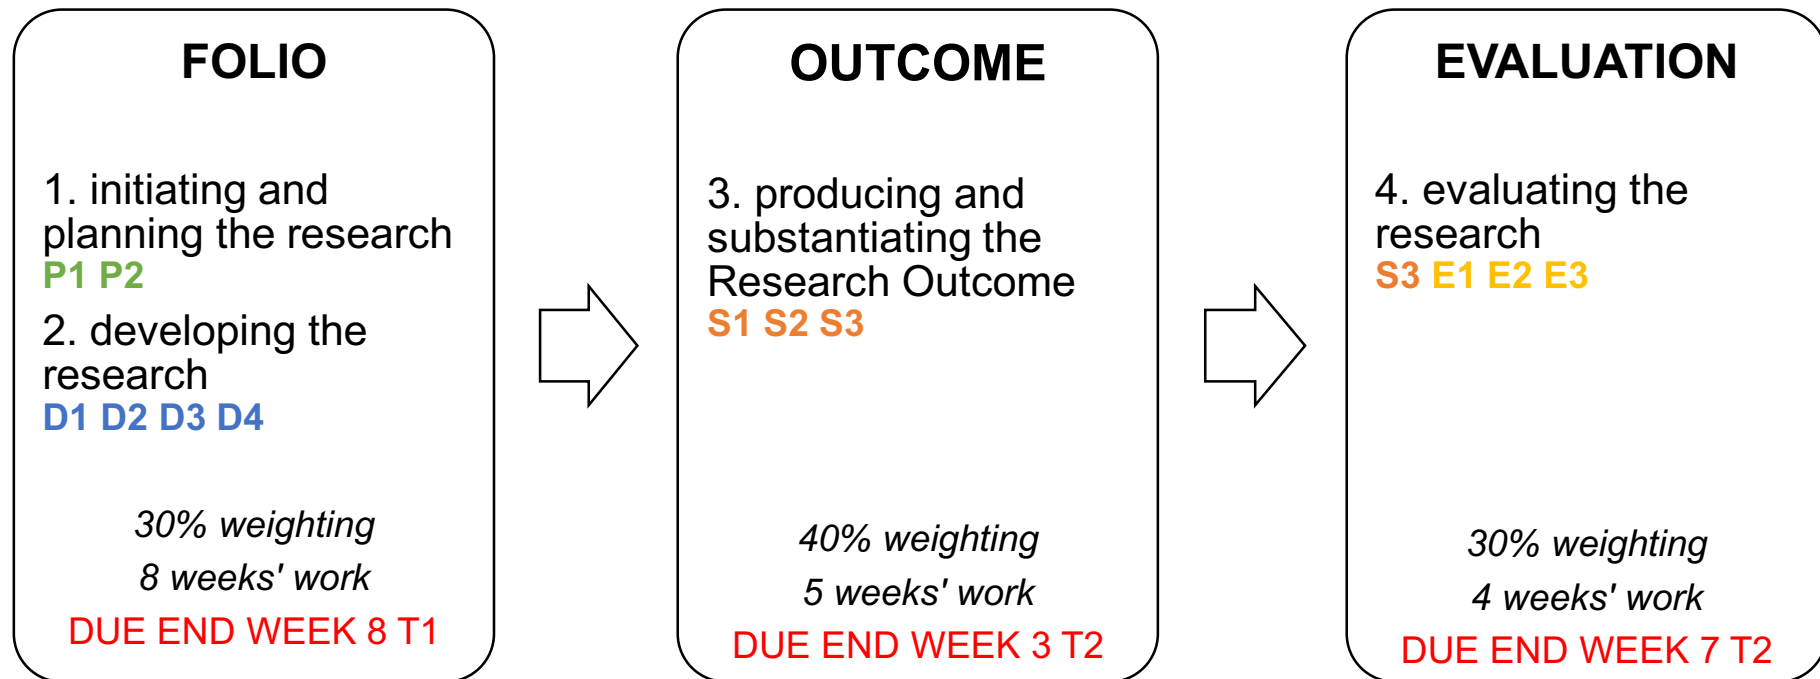 FOLIO
1. initiating and
planning the research
P1 P2
2. developing the
research
D1 D2 D3 D4
30% weighting
8 weeks' work
DUE END WEEK 8 T1
OUTCOME
3. producing and
substantiating the
Research Outcome
S1 S2 S3
40% weighting
5 weeks' work
DUE END WEEK 3 T2
EVALUATION
4. evaluating the
research
S3 E1 E2 E3
30% weighting
4 weeks' work
DUE END WEEK 7 T2